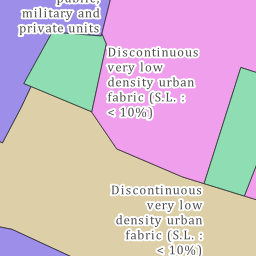 public,
military and
private units
Discontinuous
very low
density urban
fabric (S.L. :
< 10%)
Discontinuous
very low
density urban
fabric (S.L. :
< 10%)